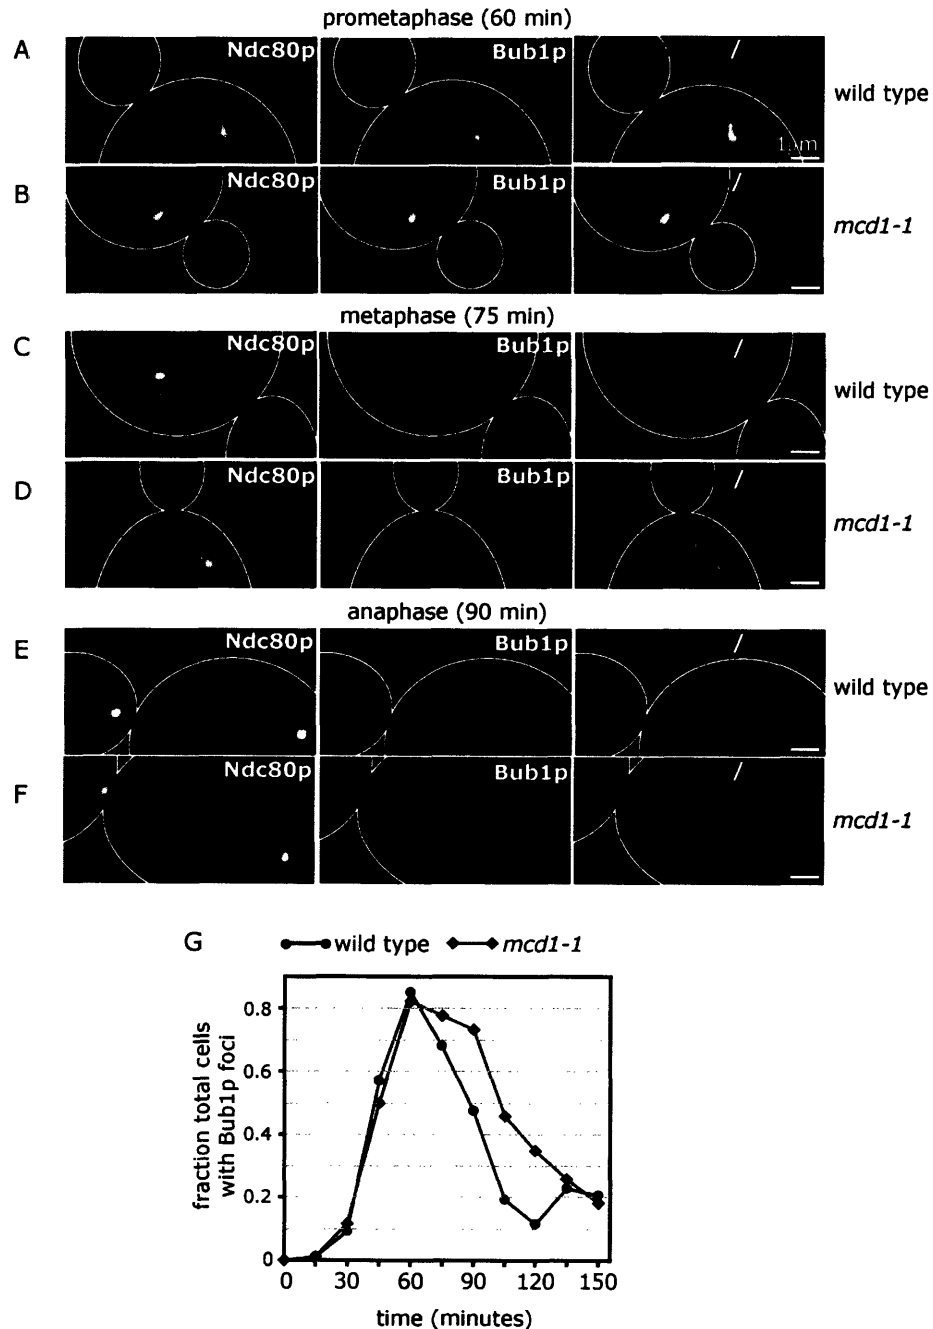 prometaphase (60 min)
A Ndc80p Bub1p / wild type
1µm
B Ndc80p Bub1p / mcd1-1
metaphase (75 min)
C Ndc80p Bub1p / wild type
D Ndc80p Bub1p / mcd1-1
anaphase (90 min)
E Ndc80p Bub1p / wild type
F Ndc80p Bub1p / mcd1-1
G wild type mcd1-1
fraction total cells
with Bub1p foci
0.8
0.6
0.4
0.2
0
0 30 60 90 120 150
time (minutes)